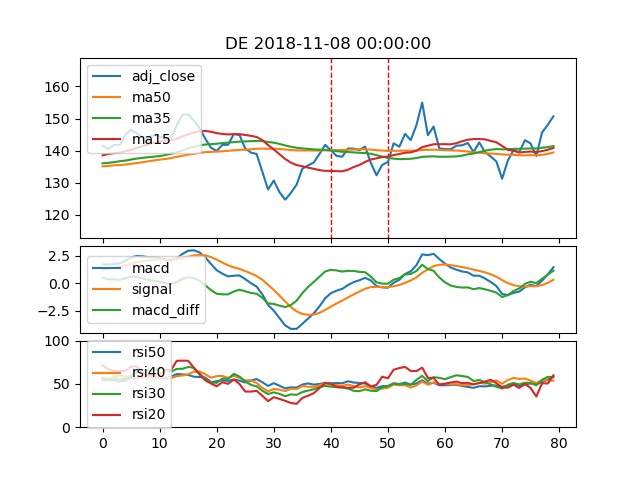 DE 2018-11-08 00:00:00
160
150
140
130
120
adj_close
ma50
ma35
ma15
2.5
0.0
−2.5
macd
signal
macd_diff
100
50
0
rsi50
rsi40
rsi30
rsi20
0 10 20 30 40 50 60 70 80